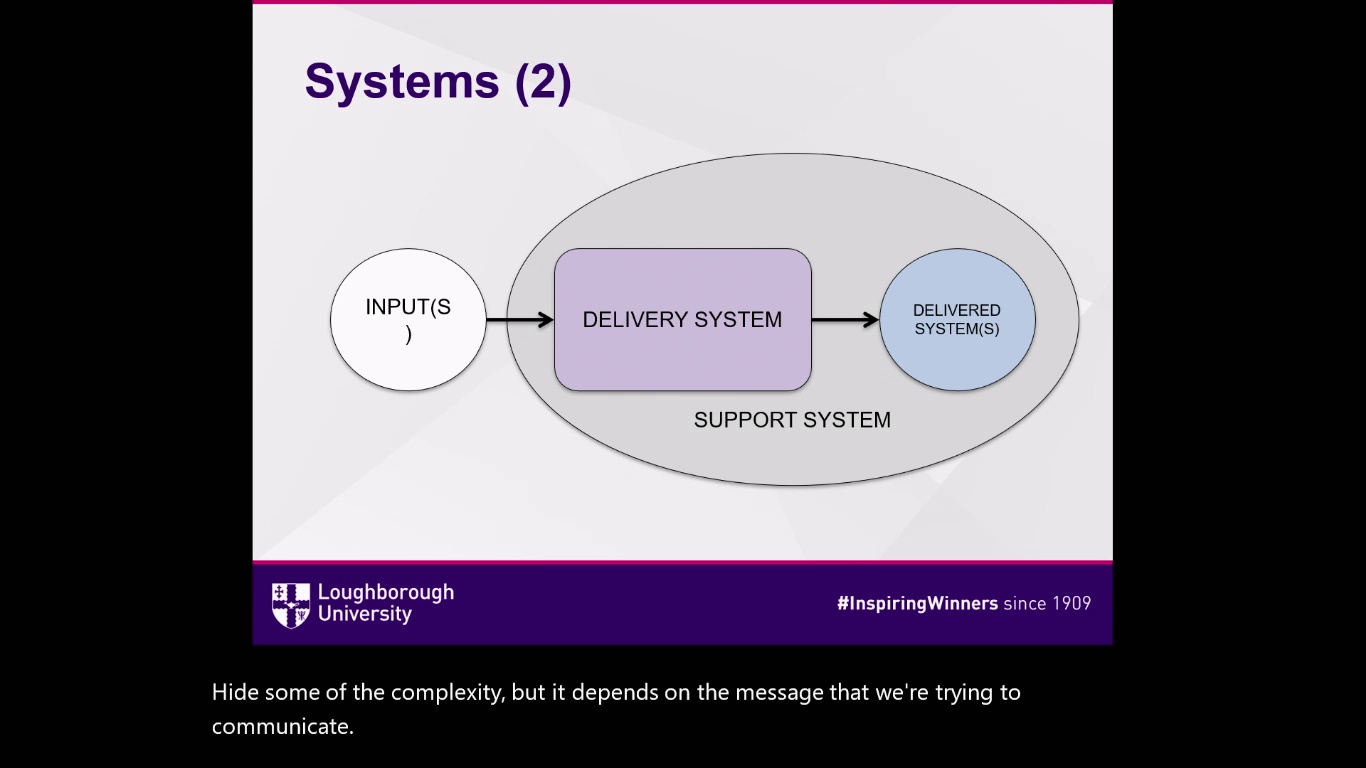 Systems (2)
INPUT(S
)
DELIVERY SYSTEM
DELIVERED
SYSTEM(S)
SUPPORT SYSTEM
Loughborough
University
#InspiringWinners since 1909
Hide some of the complexity, but it depends on the message that we're trying to
communicate.